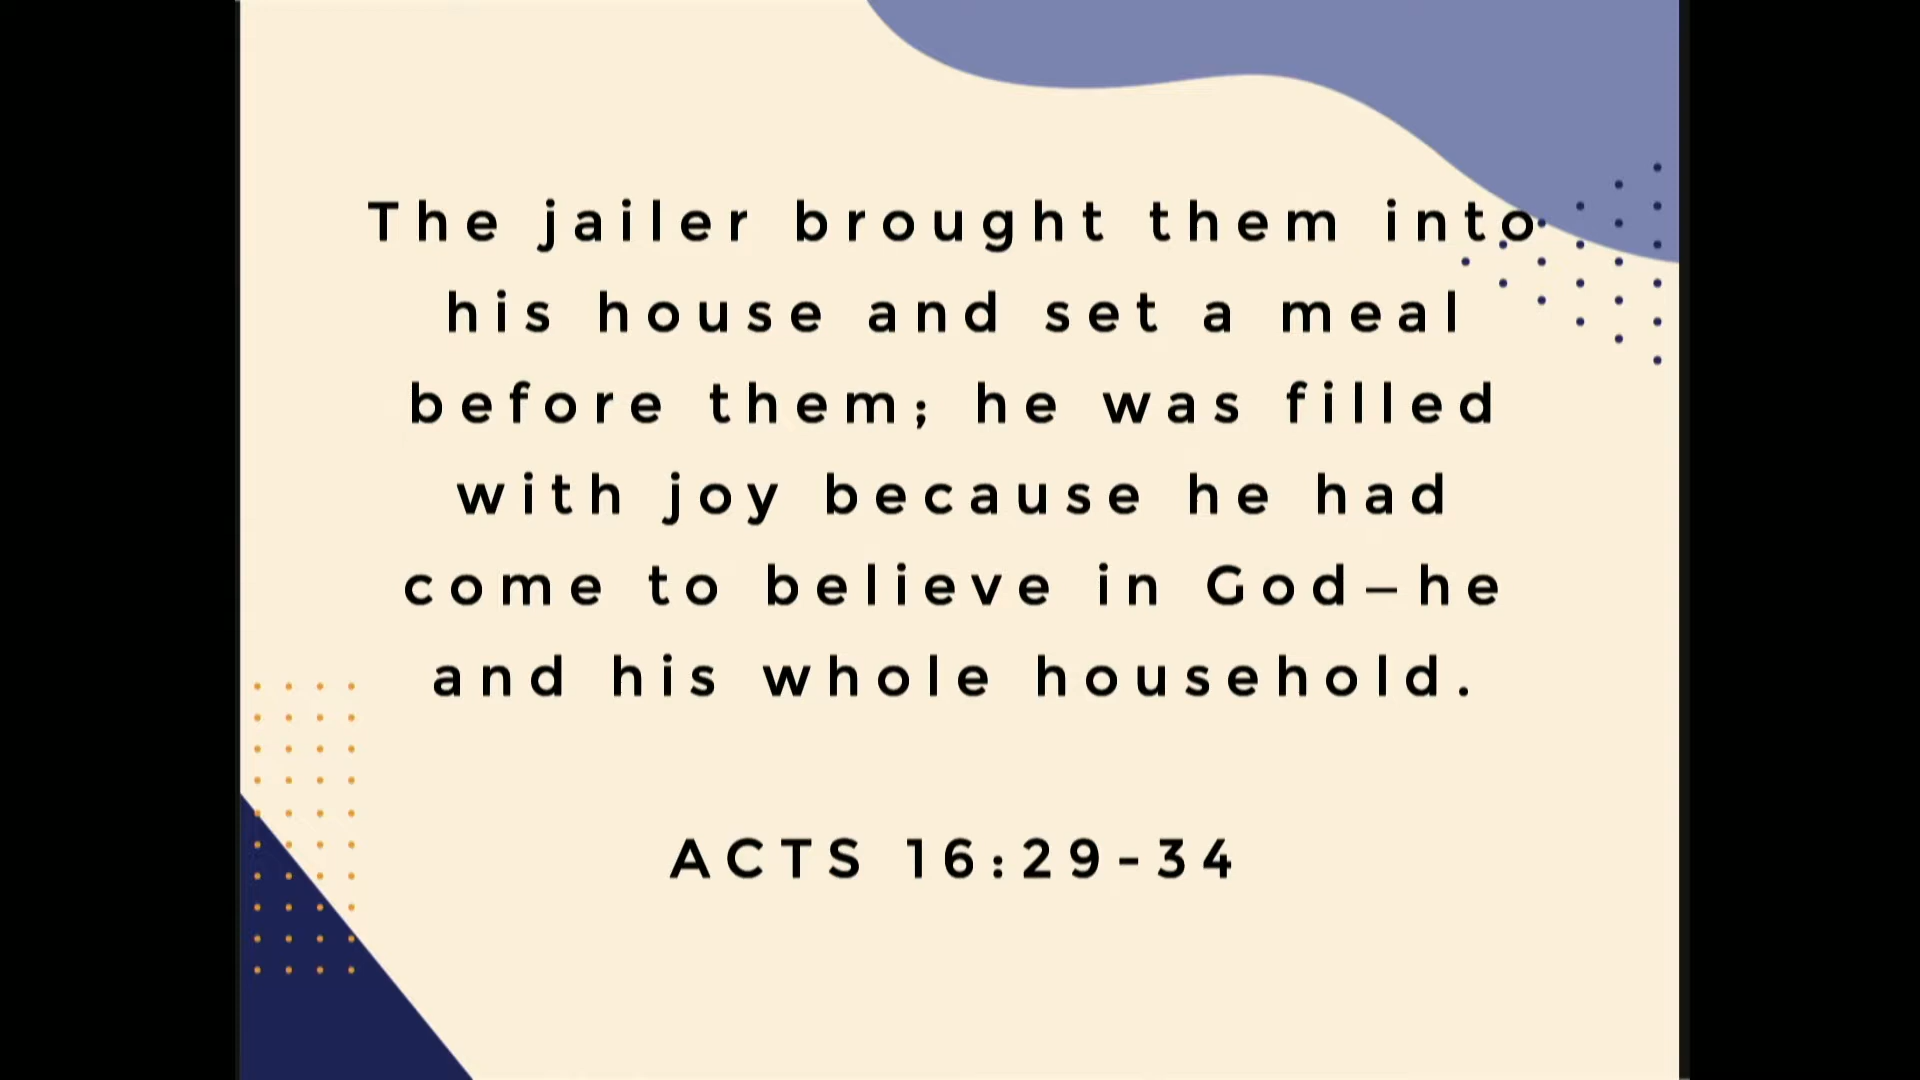 The jailer brought them into
his house and set a meal
before them; he was filled
with joy because he had
come to believe in God—he
and his whole household.
ACTS 16:29-34